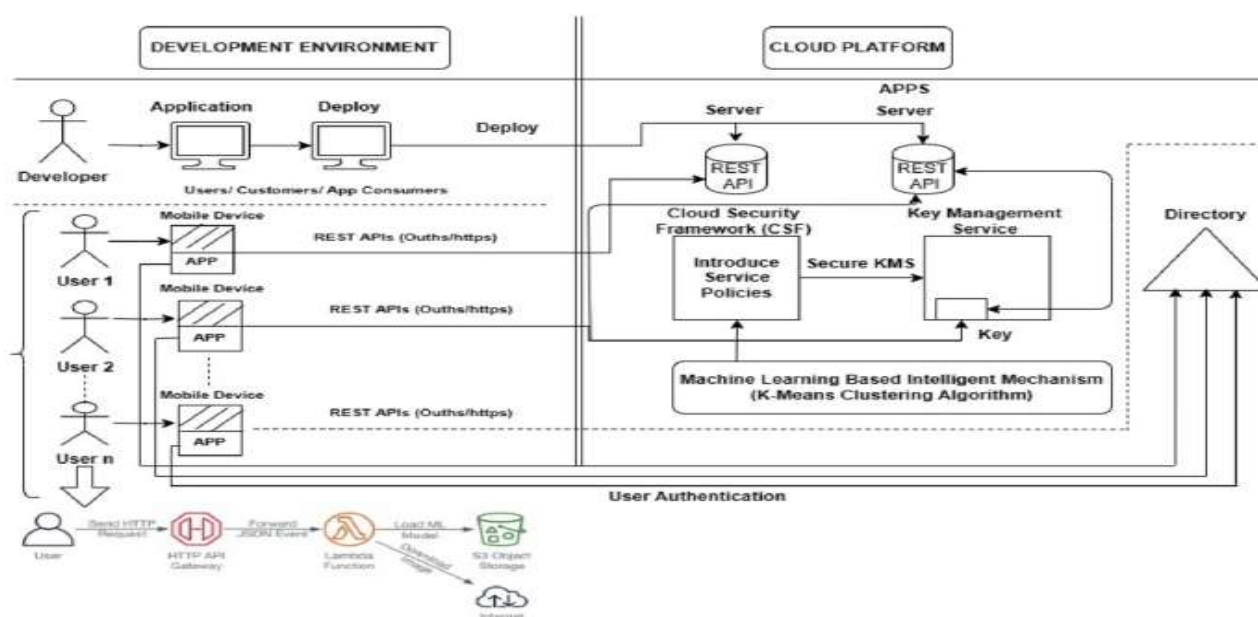 DEVELOPMENT ENVIRONMENT
CLOUD PLATFORM
APPS
Application
Deploy
Deploy
Server
Server
Developer
REST
API
REST
API
Users/ Customers/ App Consumers
Mobile Device
REST APIs (Ouths/https)
APP
User 1
Cloud Security
Framework (CSF)
Key Management
Service
Directory
Introduce
Service
Policies
Secure KMS
Mobile Device
REST APIs (Ouths/https)
APP
User 2
Key
Machine Learning Based Intelligent Mechanism
(K-Means Clustering Algorithm)
Mobile Device
REST APIs (Ouths/https)
APP
User n
User Authentication
Send HTTP
Request
Forward
JSON Event
Load ML
Model
User
HTTP API
Gateway
Lambda
Function
Download
Image
S3 Object
Storage
Internet